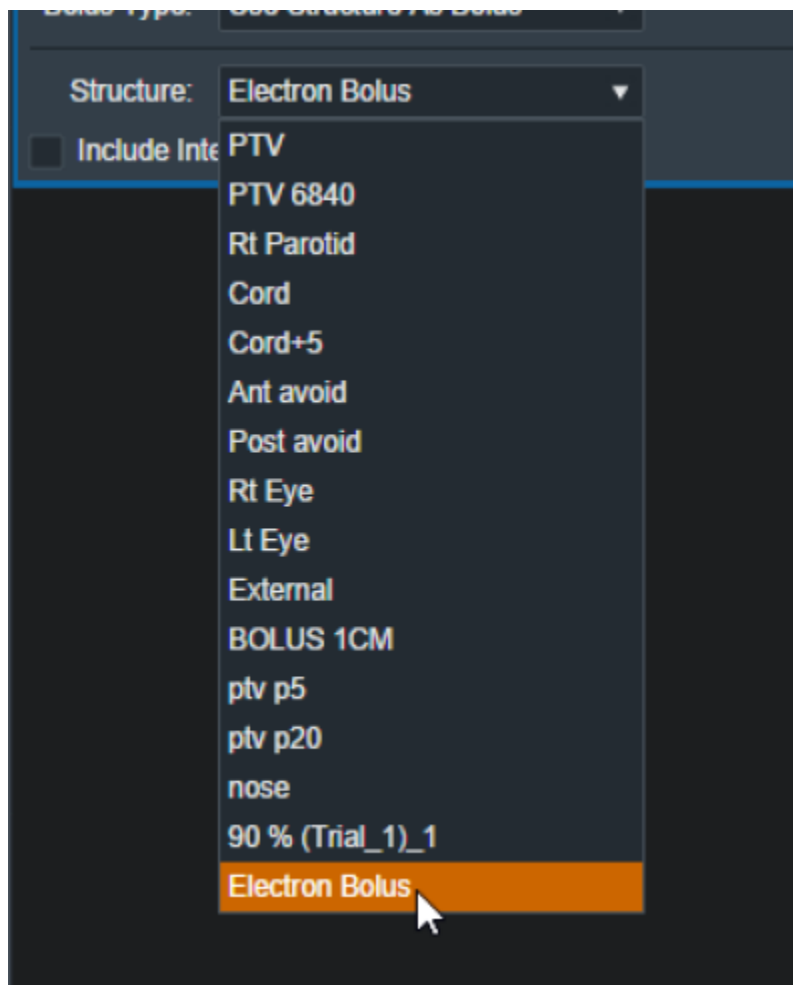 Structure: Electron Bolus
Include Inte
PTV
PTV 6840
Rt Parotid
Cord
Cord+5
Ant avoid
Post avoid
Rt Eye
Lt Eye
External
BOLUS 1CM
ptv p5
ptv p20
nose
90 % (Trial_1)_1
Electron Bolus